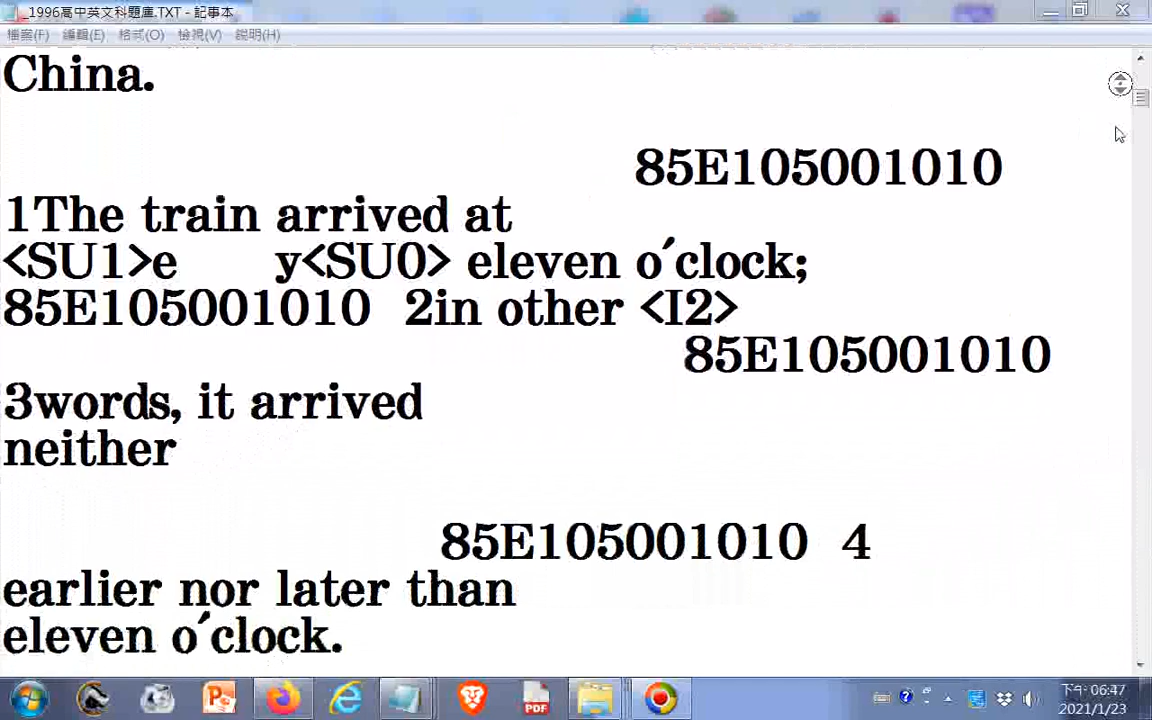 _1996高中英文科題庫.TXT - 記事本
檔案(F) 編輯(E) 格式(O) 檢視(V) 說明(H)
China.
85E105001010
1The train arrived at
<SU1>e y<SU0> eleven o´clock;
85E105001010 2in other <I2>
85E105001010
3words, it arrived
neither
85E105001010 4
earlier nor later than
eleven o´clock.
PDF
下午 06:47
2021/1/23